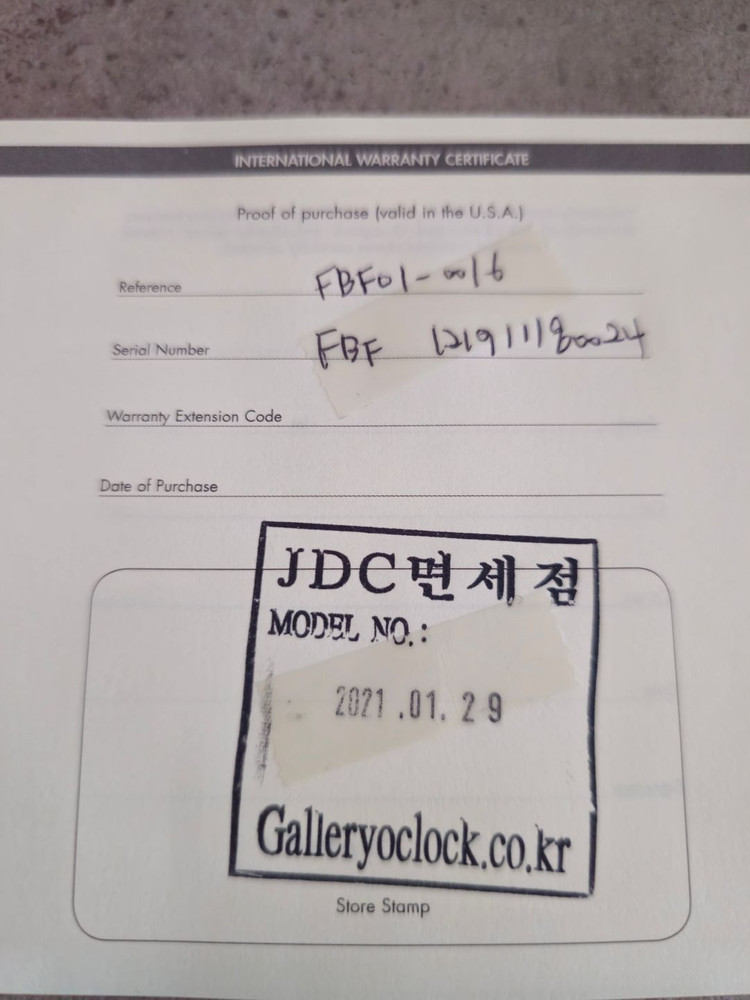 INTERNATIONAL WARRANTY CERTIFICATE
Proof of purchase (valid in the U.S.A.)
Reference FBF01-0016
Serial Number FBF 121911180024
Warranty Extension Code
Date of Purchase
JDC면세점
MODEL NO.:
2021.01.29
Galleryoclock.co.kr
Store Stamp